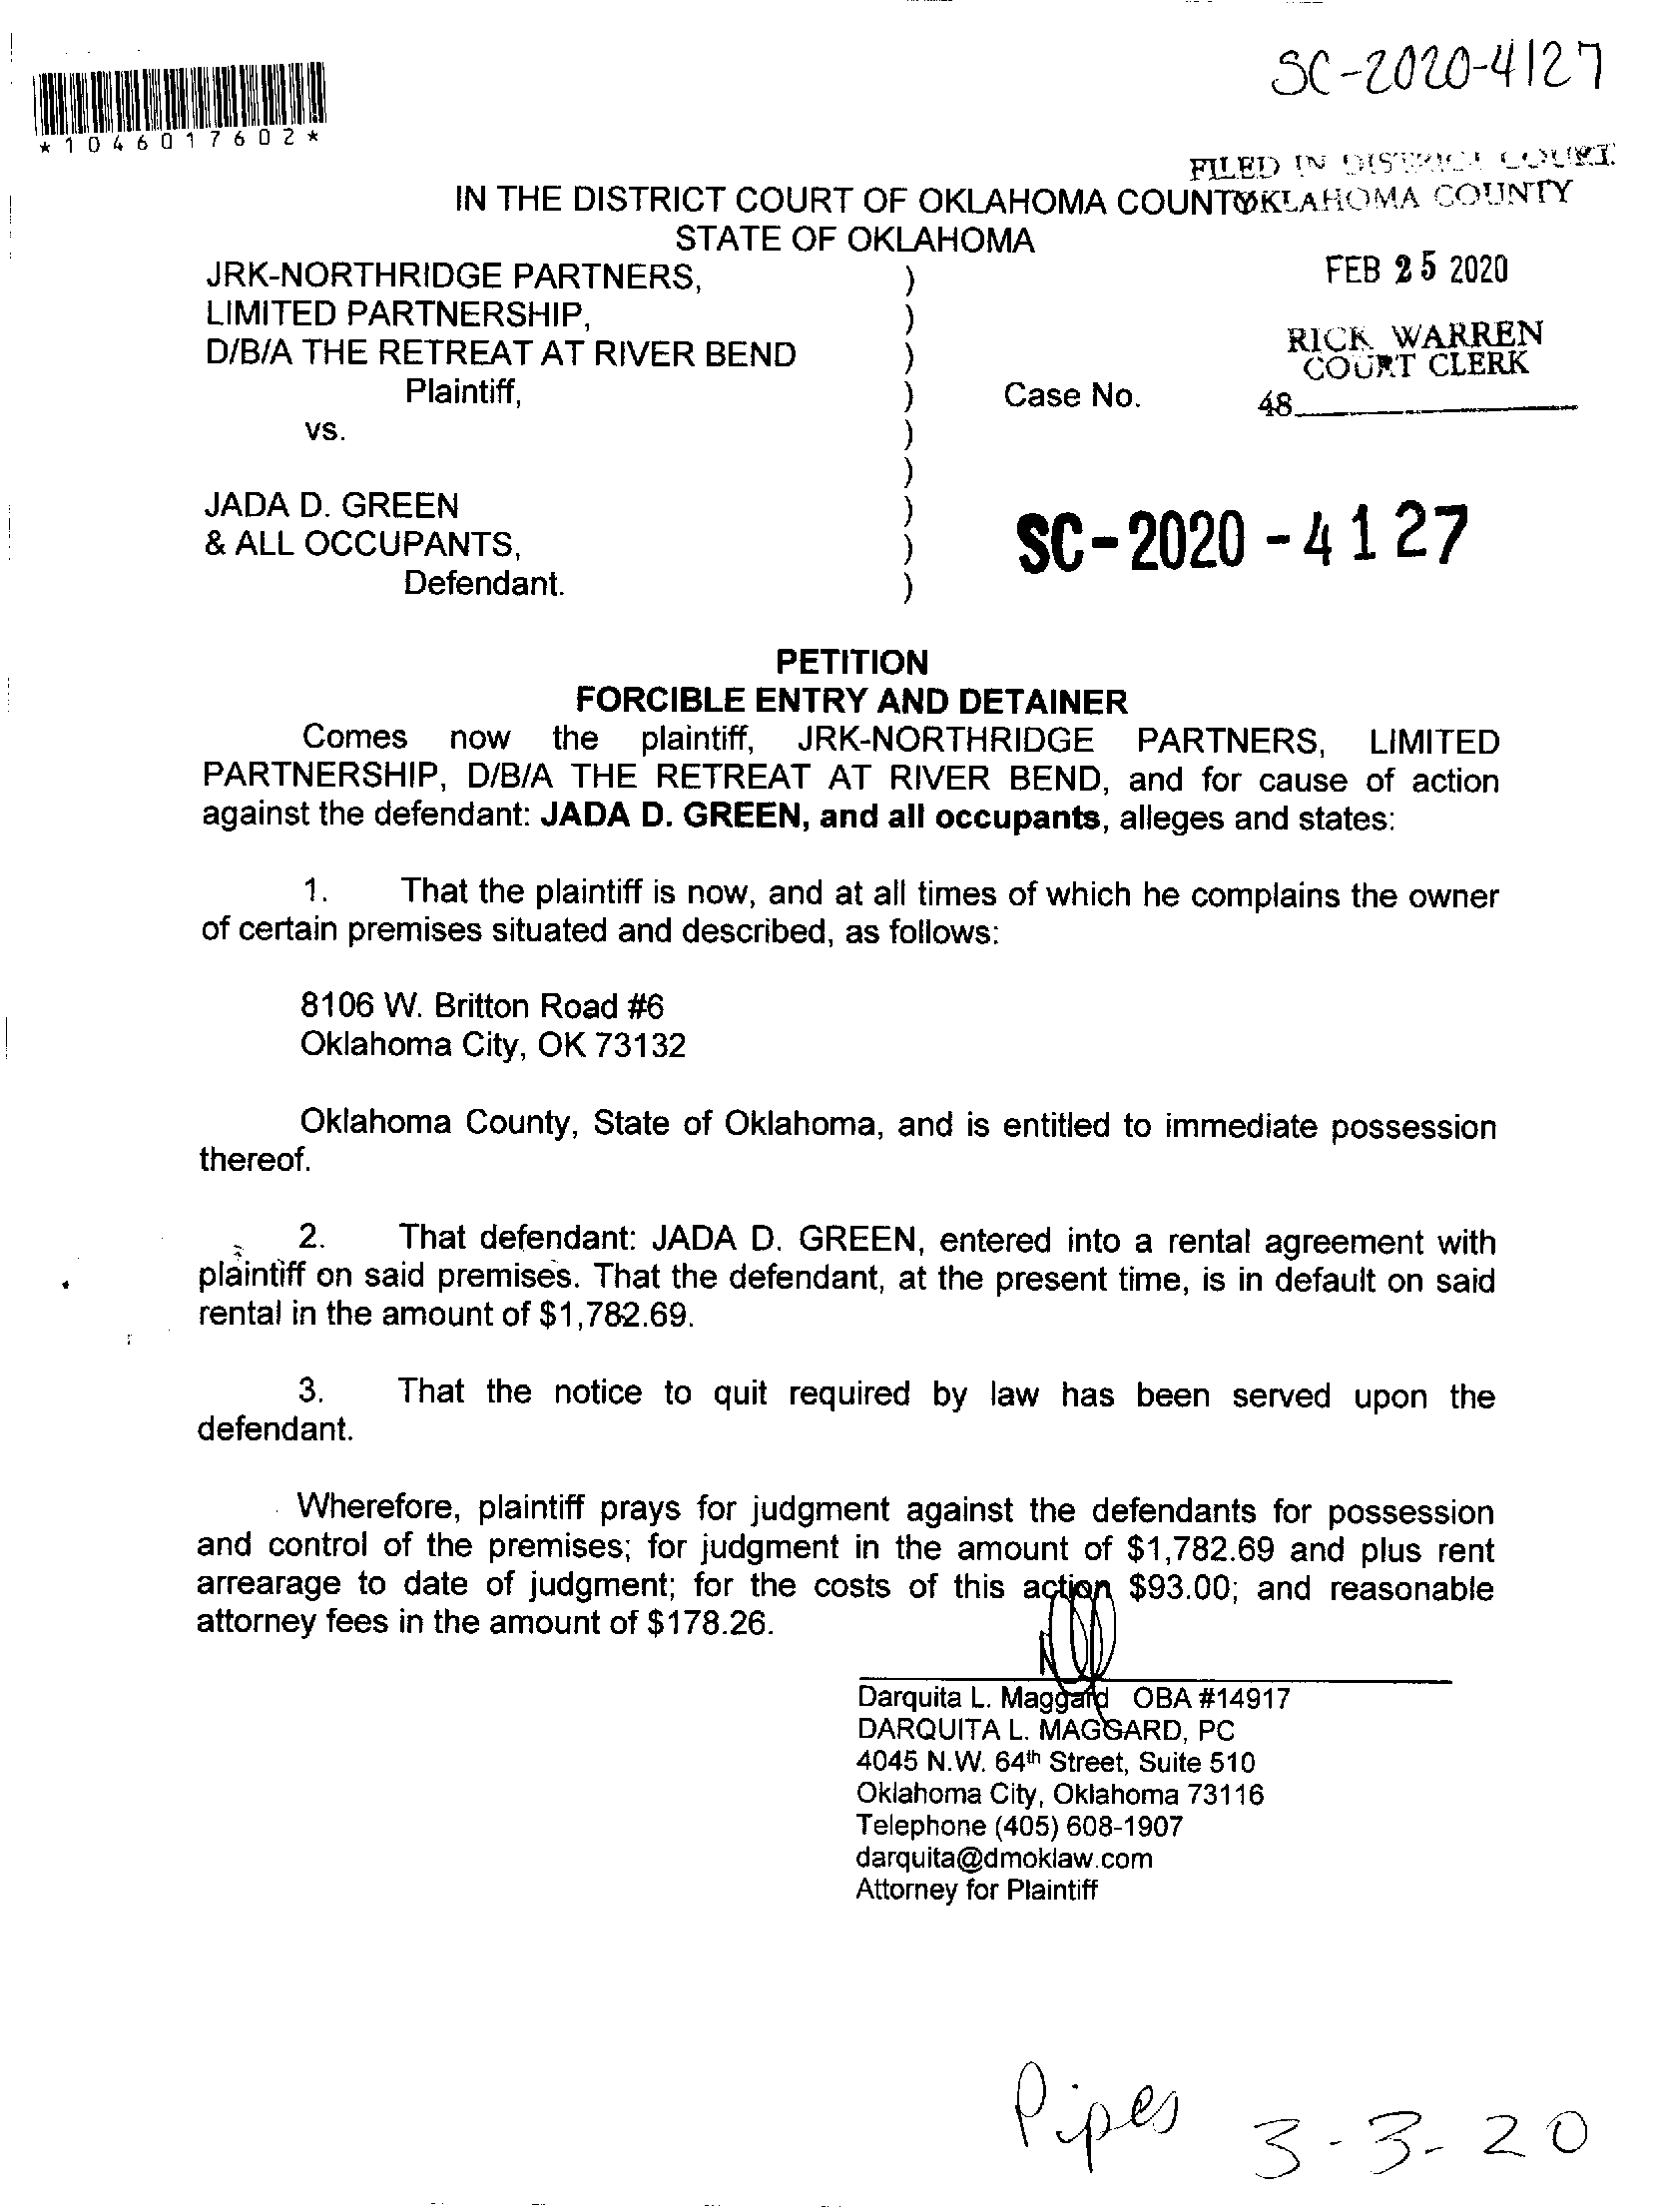 SC-2020-4127
*1046017602*
FILED IN DISTRICT COURT
OKLAHOMA COUNTY
IN THE DISTRICT COURT OF OKLAHOMA COUNTY
STATE OF OKLAHOMA
FEB 25 2020
RICK WARREN
COURT CLERK
48
JRK-NORTHRIDGE PARTNERS, )
LIMITED PARTNERSHIP, )
D/B/A THE RETREAT AT RIVER BEND )
Plaintiff, ) Case No.
vs. )
)
JADA D. GREEN )
& ALL OCCUPANTS, ) SC-2020-4127
Defendant. )
PETITION
FORCIBLE ENTRY AND DETAINER
Comes now the plaintiff, JRK-NORTHRIDGE PARTNERS, LIMITED
PARTNERSHIP, D/B/A THE RETREAT AT RIVER BEND, and for cause of action
against the defendant: JADA D. GREEN, and all occupants, alleges and states:
1. That the plaintiff is now, and at all times of which he complains the owner
of certain premises situated and described, as follows:
8106 W. Britton Road #6
Oklahoma City, OK 73132
Oklahoma County, State of Oklahoma, and is entitled to immediate possession
thereof.
2. That defendant: JADA D. GREEN, entered into a rental agreement with
plaintiff on said premises. That the defendant, at the present time, is in default on said
rental in the amount of $1,782.69.
3. That the notice to quit required by law has been served upon the
defendant.
Wherefore, plaintiff prays for judgment against the defendants for possession
and control of the premises; for judgment in the amount of $1,782.69 and plus rent
arrearage to date of judgment; for the costs of this action $93.00; and reasonable
attorney fees in the amount of $178.26.
Darquita L. Maggard OBA #14917
DARQUITA L. MAGGARD, PC
4045 N.W. 64th Street, Suite 510
Oklahoma City, Oklahoma 73116
Telephone (405) 608-1907
darquita@dmoklaw.com
Attorney for Plaintiff
Pipes 3-3-20